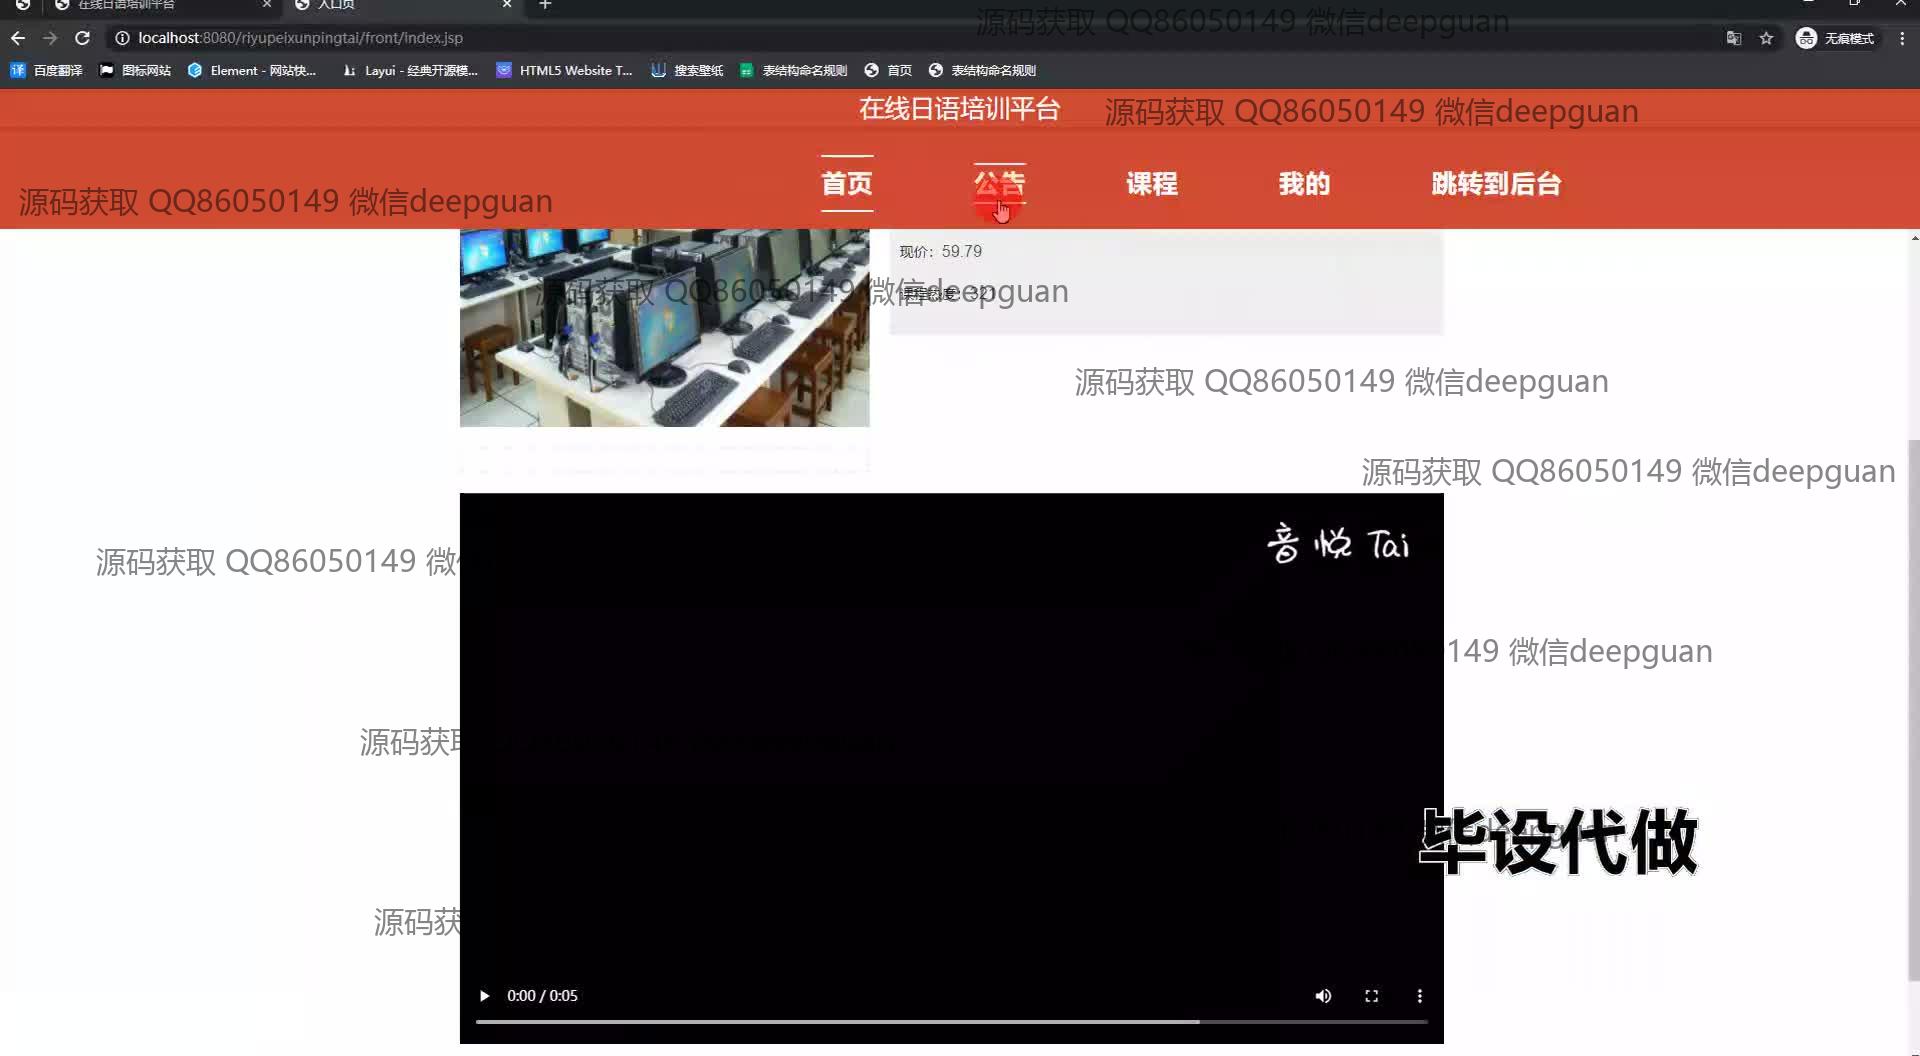 在线日语培训平台
入口页
源码获取 QQ86050149 微信deepguan
localhost:8080/riyupeixunpingtai/front/index.jsp
无痕模式
百度翻译
图标网站
Element - 网站快...
Layui - 经典开源模...
HTML5 Website T...
搜索壁纸
表结构命名规则
首页
表结构命名规则
在线日语培训平台
源码获取 QQ86050149 微信deepguan
首页
公告
课程
我的
跳转到后台
源码获取 QQ86050149 微信deepguan
现价：59.79
源码获取 QQ86050149 微信deepguan
课程热度：321
源码获取 QQ86050149 微信deepguan
源码获取 QQ86050149 微信deepguan
音悦Tai
源码获取 QQ86050149 微
149 微信deepguan
源码获取
毕设代做
源码获
0:00 / 0:05